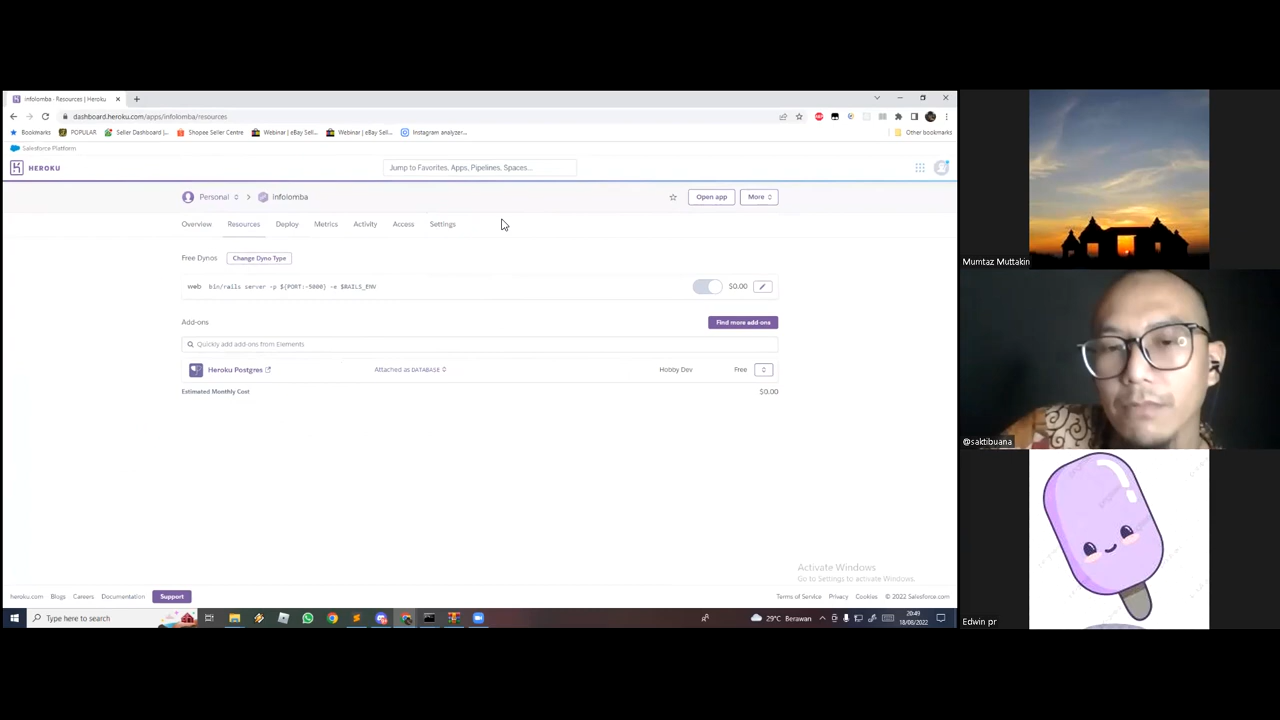 infolomba · Resources | Heroku
dashboard.heroku.com/apps/infolomba/resources
Bookmarks POPULAR Seller Dashboard |... Shopee Seller Centre Webinar | eBay Sel... Webinar | eBay Sel... Instagram analyzer... Other bookmarks
Salesforce Platform
HEROKU
Jump to Favorites, Apps, Pipelines, Spaces...
Personal infolomba
Open app More
Overview Resources Deploy Metrics Activity Access Settings
Free Dynos Change Dyno Type
web bin/rails server -p ${PORT:-5000} -e $RAILS_ENV $0.00
Add-ons Find more add-ons
Quickly add add-ons from Elements
Heroku Postgres Attached as DATABASE Hobby Dev Free
Estimated Monthly Cost $0.00
Activate Windows
Go to Settings to activate Windows.
heroku.com Blogs Careers Documentation Support Terms of Service Privacy Cookies © 2022 Salesforce.com
Type here to search
29°C Berawan
20:49
18/08/2022
Mumtaz Muttakin
@saktibuana
Edwin pr